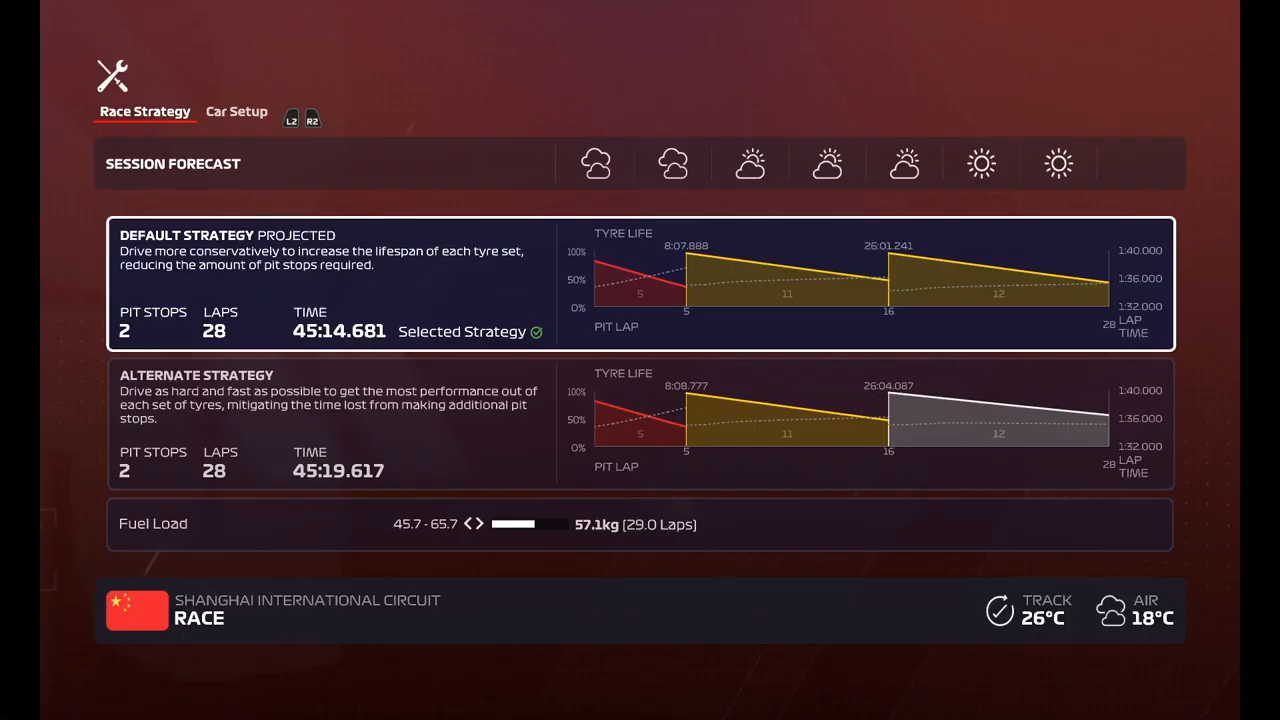 Race Strategy Car Setup L2 R2
SESSION FORECAST
DEFAULT STRATEGY PROJECTED
Drive more conservatively to increase the lifespan of each tyre set,
reducing the amount of pit stops required.
PIT STOPS LAPS TIME
2 28 45:14.681 Selected Strategy
TYRE LIFE
8:07.888 26:01.241
100% 1:40.000
50% 1:36.000
5 11 12
0% 1:32.000
5 16 28
PIT LAP LAP
TIME
ALTERNATE STRATEGY
Drive as hard and fast as possible to get the most performance out of
each set of tyres, mitigating the time lost from making additional pit
stops.
PIT STOPS LAPS TIME
2 28 45:19.617
TYRE LIFE
8:08.777 26:04.087
100% 1:40.000
50% 1:36.000
5 11 12
0% 1:32.000
5 16 28
PIT LAP LAP
TIME
Fuel Load 45.7 - 65.7 <> 57.1kg [29.0 Laps]
SHANGHAI INTERNATIONAL CIRCUIT
RACE
TRACK
26°C
AIR
18°C